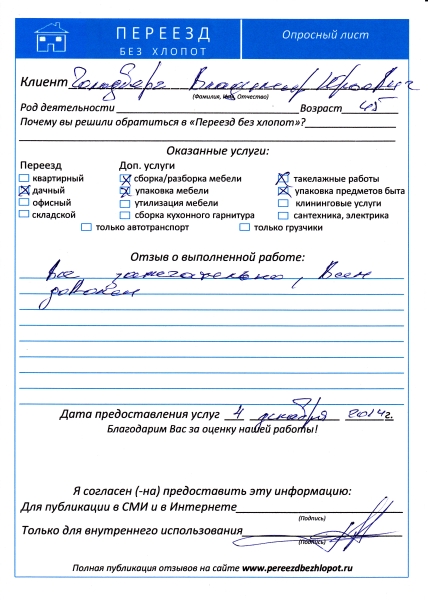 ПЕРЕЕЗД
БЕЗ ХЛОПОТ
Опросный лист
Клиент Гольдберг Владимир Юрьевич
(Фамилия, Имя, Отчество)
Род деятельности Возраст 45
Почему вы решили обратиться в «Переезд без хлопот»?
Оказанные услуги:
Переезд Доп. услуги
квартирный сборка/разборка мебели такелажные работы
дачный упаковка мебели упаковка предметов быта
офисный утилизация мебели клининговые услуги
складской сборка кухонного гарнитура сантехника, электрика
только автотранспорт только грузчики
Отзыв о выполненной работе:
Все замечательно, Всем
доволен
Дата предоставления услуг 4 декабря 2014г.
Благодарим Вас за оценку нашей работы!
Я согласен (-на) предоставить эту информацию:
Для публикации в СМИ и в Интернете
(Подпись)
Только для внутреннего использования
(Подпись)
Полная публикация отзывов на сайте www.pereezdbezhlopot.ru